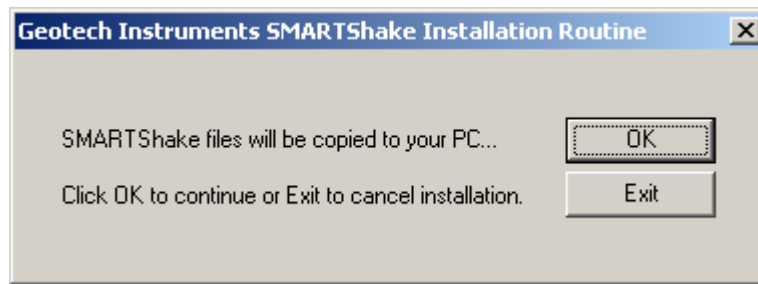 Geotech Instruments SMARTShake Installation Routine
SMARTShake files will be copied to your PC...
OK
Click OK to continue or Exit to cancel installation.
Exit